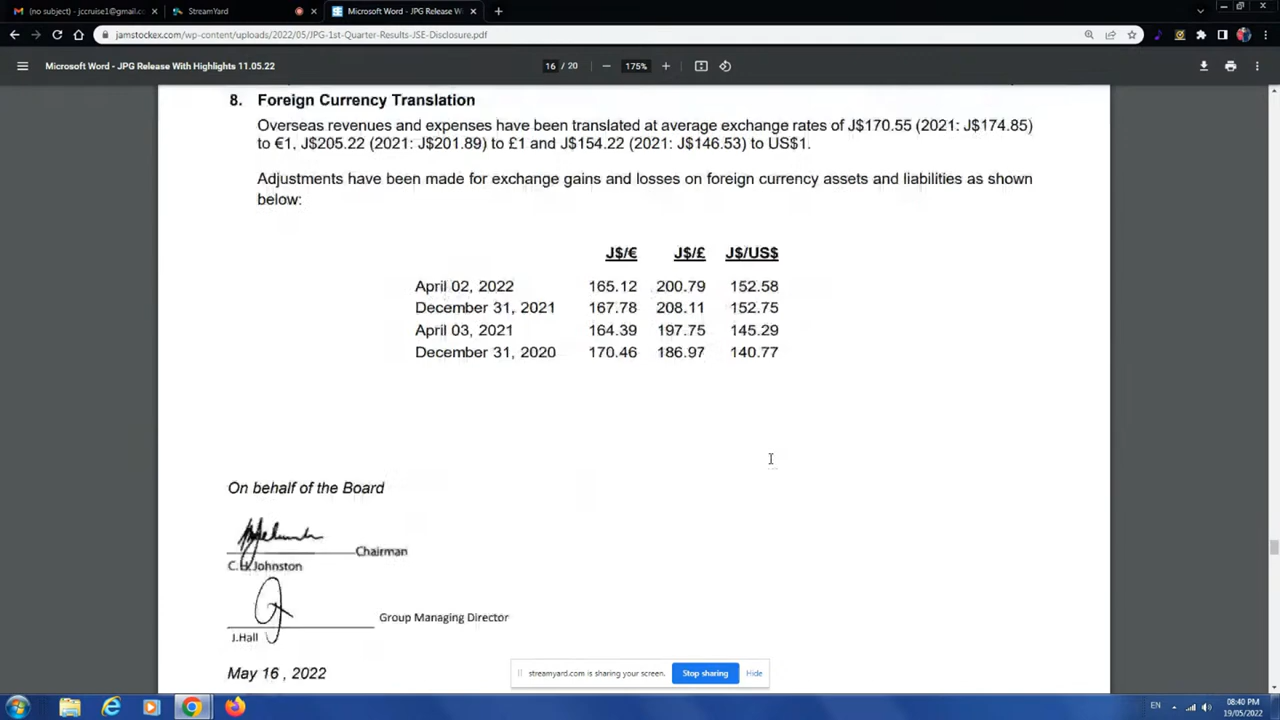 (no subject) - jccruise1@gmail.co
StreamYard
Microsoft Word - JPG Release W
jamstockex.com/wp-content/uploads/2022/05/JPG-1st-Quarter-Results-JSE-Disclosure.pdf
Microsoft Word - JPG Release With Highlights 11.05.22
16 / 20
175%
8. Foreign Currency Translation
Overseas revenues and expenses have been translated at average exchange rates of J$170.55 (2021: J$174.85)
to €1, J$205.22 (2021: J$201.89) to £1 and J$154.22 (2021: J$146.53) to US$1.
Adjustments have been made for exchange gains and losses on foreign currency assets and liabilities as shown
below:
J$/€ J$/£ J$/US$
April 02, 2022 165.12 200.79 152.58
December 31, 2021 167.78 208.11 152.75
April 03, 2021 164.39 197.75 145.29
December 31, 2020 170.46 186.97 140.77
On behalf of the Board
Chairman
C.H.Johnston
Group Managing Director
J.Hall
May 16 , 2022
streamyard.com is sharing your screen.
Stop sharing
Hide
EN
08:40 PM
19/05/2022